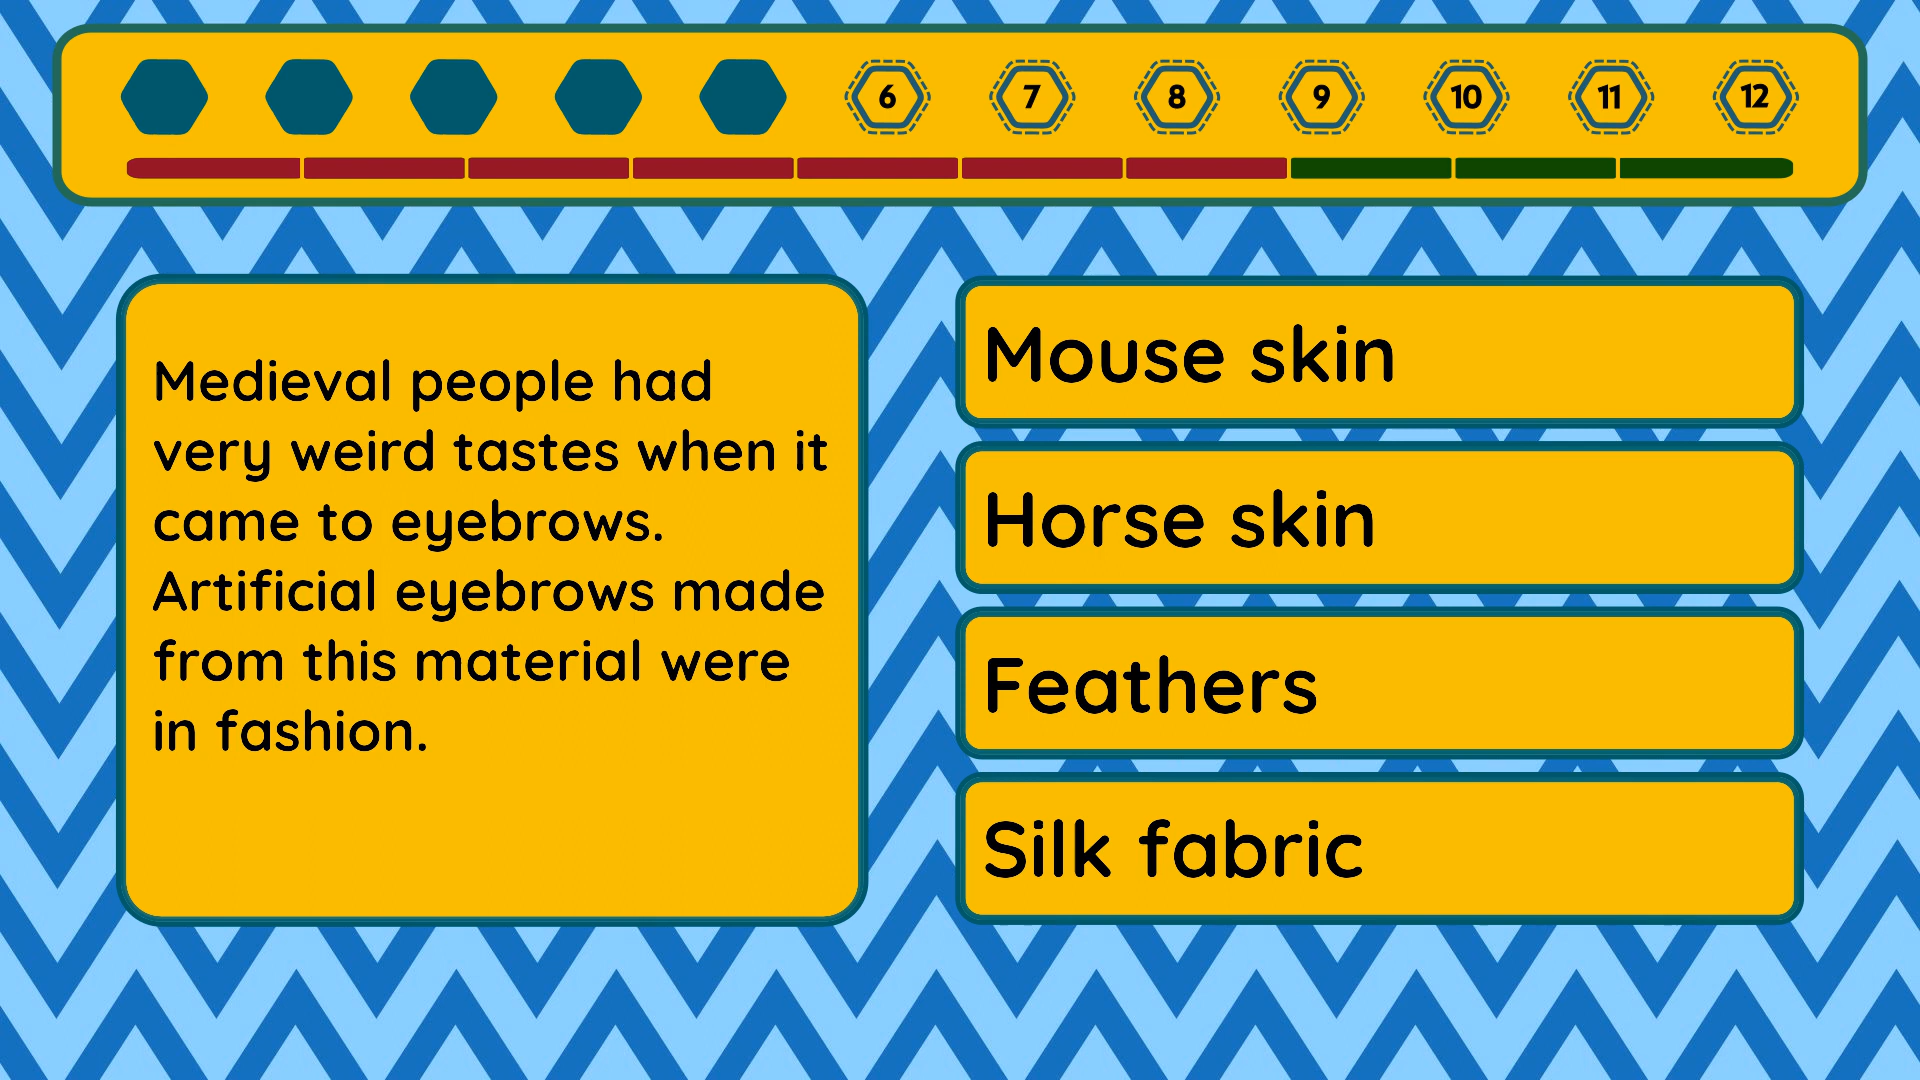 6 7 8 9 10 11 12
Medieval people had
very weird tastes when it
came to eyebrows.
Artificial eyebrows made
from this material were
in fashion.
Mouse skin
Horse skin
Feathers
Silk fabric